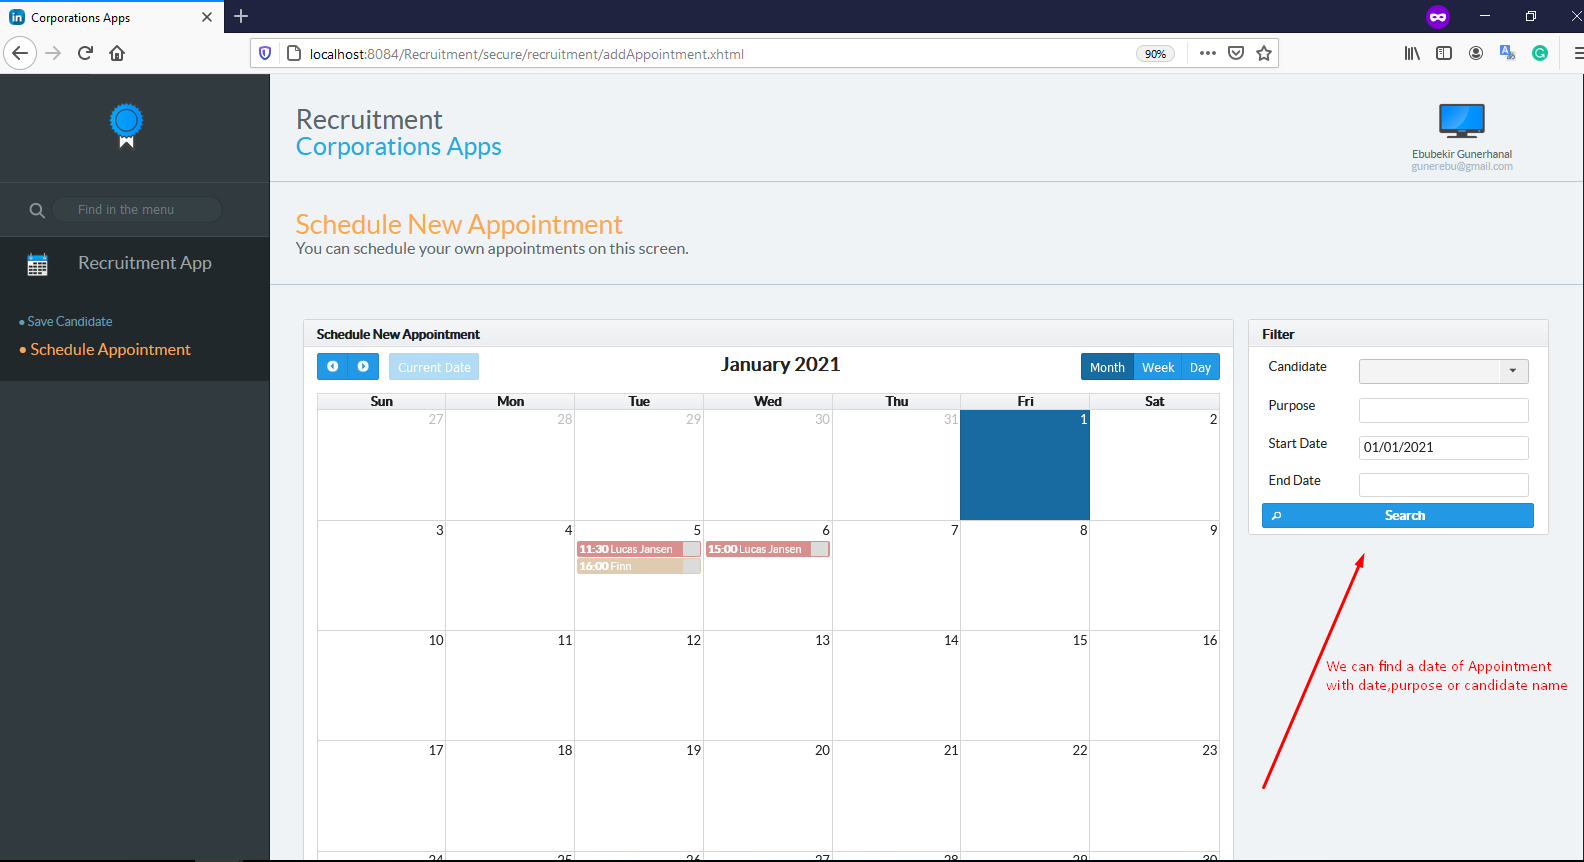 Corporations Apps
localhost:8084/Recruitment/secure/recruitment/addAppointment.xhtml
90%
Recruitment
Corporations Apps
Ebubekir Gunerhanal
gunerebu@gmail.com
Find in the menu
Recruitment App
Save Candidate
Schedule Appointment
Schedule New Appointment
You can schedule your own appointments on this screen.
Schedule New Appointment
Current Date
January 2021
Month Week Day
Sun Mon Tue Wed Thu Fri Sat
27 28 29 30 31 1 2
3 4 5 6 7 8 9
11:30 Lucas Jansen 15:00 Lucas Jansen
16:00 Finn
10 11 12 13 14 15 16
17 18 19 20 21 22 23
24 25 26 27 28 29 30
Filter
Candidate
Purpose
Start Date 01/01/2021
End Date
Search
We can find a date of Appointment
with date,purpose or candidate name